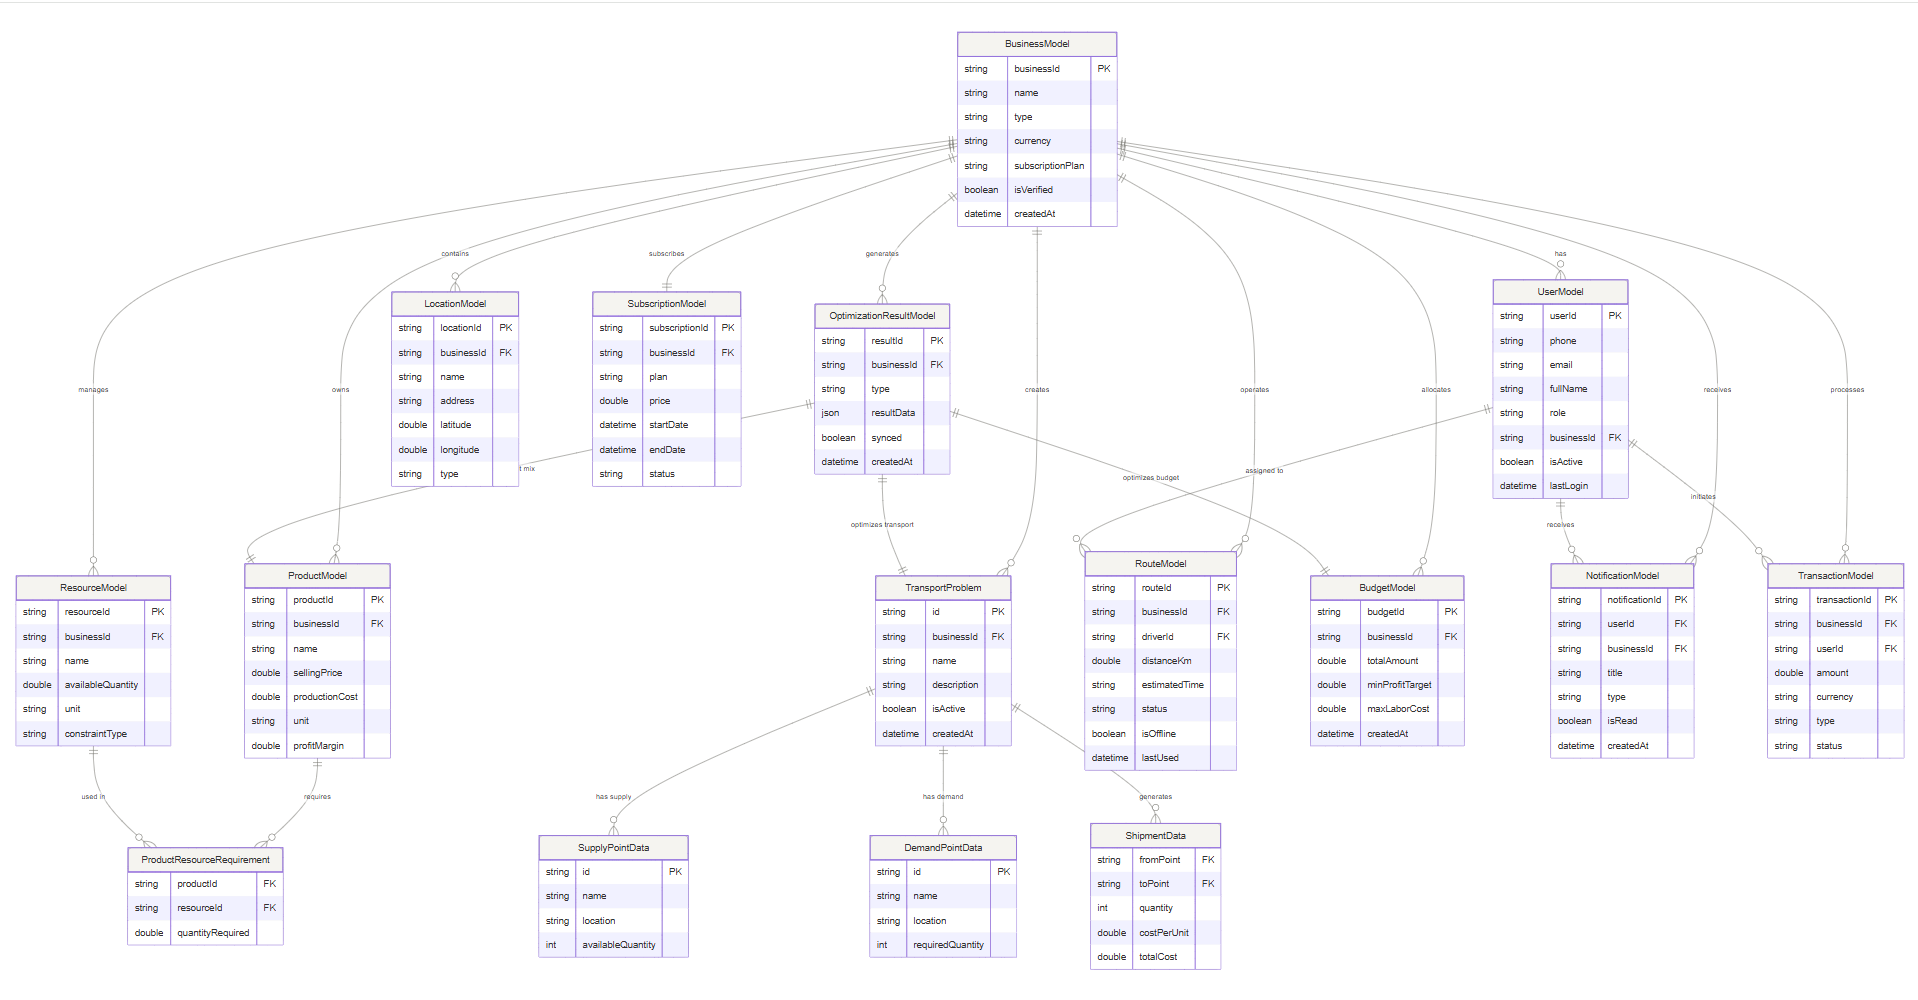 BusinessModel
string businessId PK
string name
string type
string currency
string subscriptionPlan
boolean isVerified
datetime createdAt
contains
subscribes
generates
has
LocationModel
string locationId PK
string businessId FK
string name
string address
double latitude
double longitude
string type
SubscriptionModel
string subscriptionId PK
string businessId FK
string plan
double price
datetime startDate
datetime endDate
string status
OptimizationResultModel
string resultId PK
string businessId FK
string type
json resultData
boolean synced
datetime createdAt
UserModel
string userId PK
string phone
string email
string fullName
string role
string businessId FK
boolean isActive
datetime lastLogin
manages
owns
creates
operates
allocates
receives
processes
t mix
assigned to
optimizes budget
initiates
optimizes transport
receives
ResourceModel
string resourceId PK
string businessId FK
string name
double availableQuantity
string unit
string constraintType
ProductModel
string productId PK
string businessId FK
string name
double sellingPrice
double productionCost
string unit
double profitMargin
TransportProblem
string id PK
string businessId FK
string name
string description
boolean isActive
datetime createdAt
RouteModel
string routeId PK
string businessId FK
string driverId FK
double distanceKm
string estimatedTime
string status
boolean isOffline
datetime lastUsed
BudgetModel
string budgetId PK
string businessId FK
double totalAmount
double minProfitTarget
double maxLaborCost
datetime createdAt
NotificationModel
string notificationId PK
string userId FK
string businessId FK
string title
string type
boolean isRead
datetime createdAt
TransactionModel
string transactionId PK
string businessId FK
string userId FK
double amount
string currency
string type
string status
used in
requires
has supply
has demand
generates
ProductResourceRequirement
string productId FK
string resourceId FK
double quantityRequired
SupplyPointData
string id PK
string name
string location
int availableQuantity
DemandPointData
string id PK
string name
string location
int requiredQuantity
ShipmentData
string fromPoint FK
string toPoint FK
int quantity
double costPerUnit
double totalCost